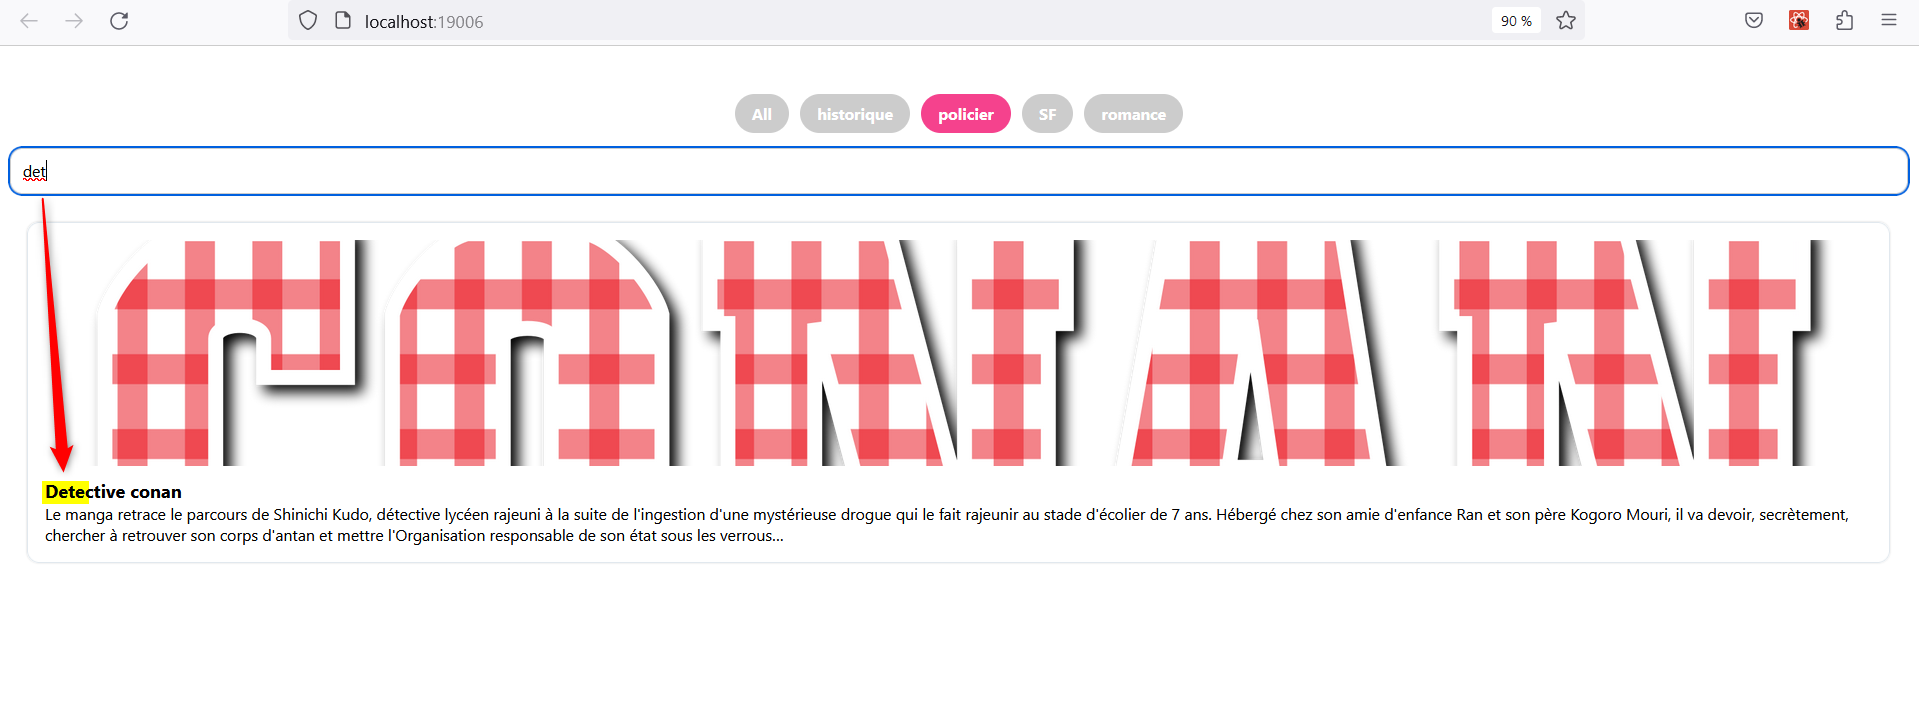 localhost:19006
90 %
All
historique
policier
SF
romance
det
CONAN
Detective conan
Le manga retrace le parcours de Shinichi Kudo, détective lycéen rajeuni à la suite de l'ingestion d'une mystérieuse drogue qui le fait rajeunir au stade d'écolier de 7 ans. Hébergé chez son amie d'enfance Ran et son père Kogoro Mouri, il va devoir, secrètement,
chercher à retrouver son corps d'antan et mettre l'Organisation responsable de son état sous les verrous...